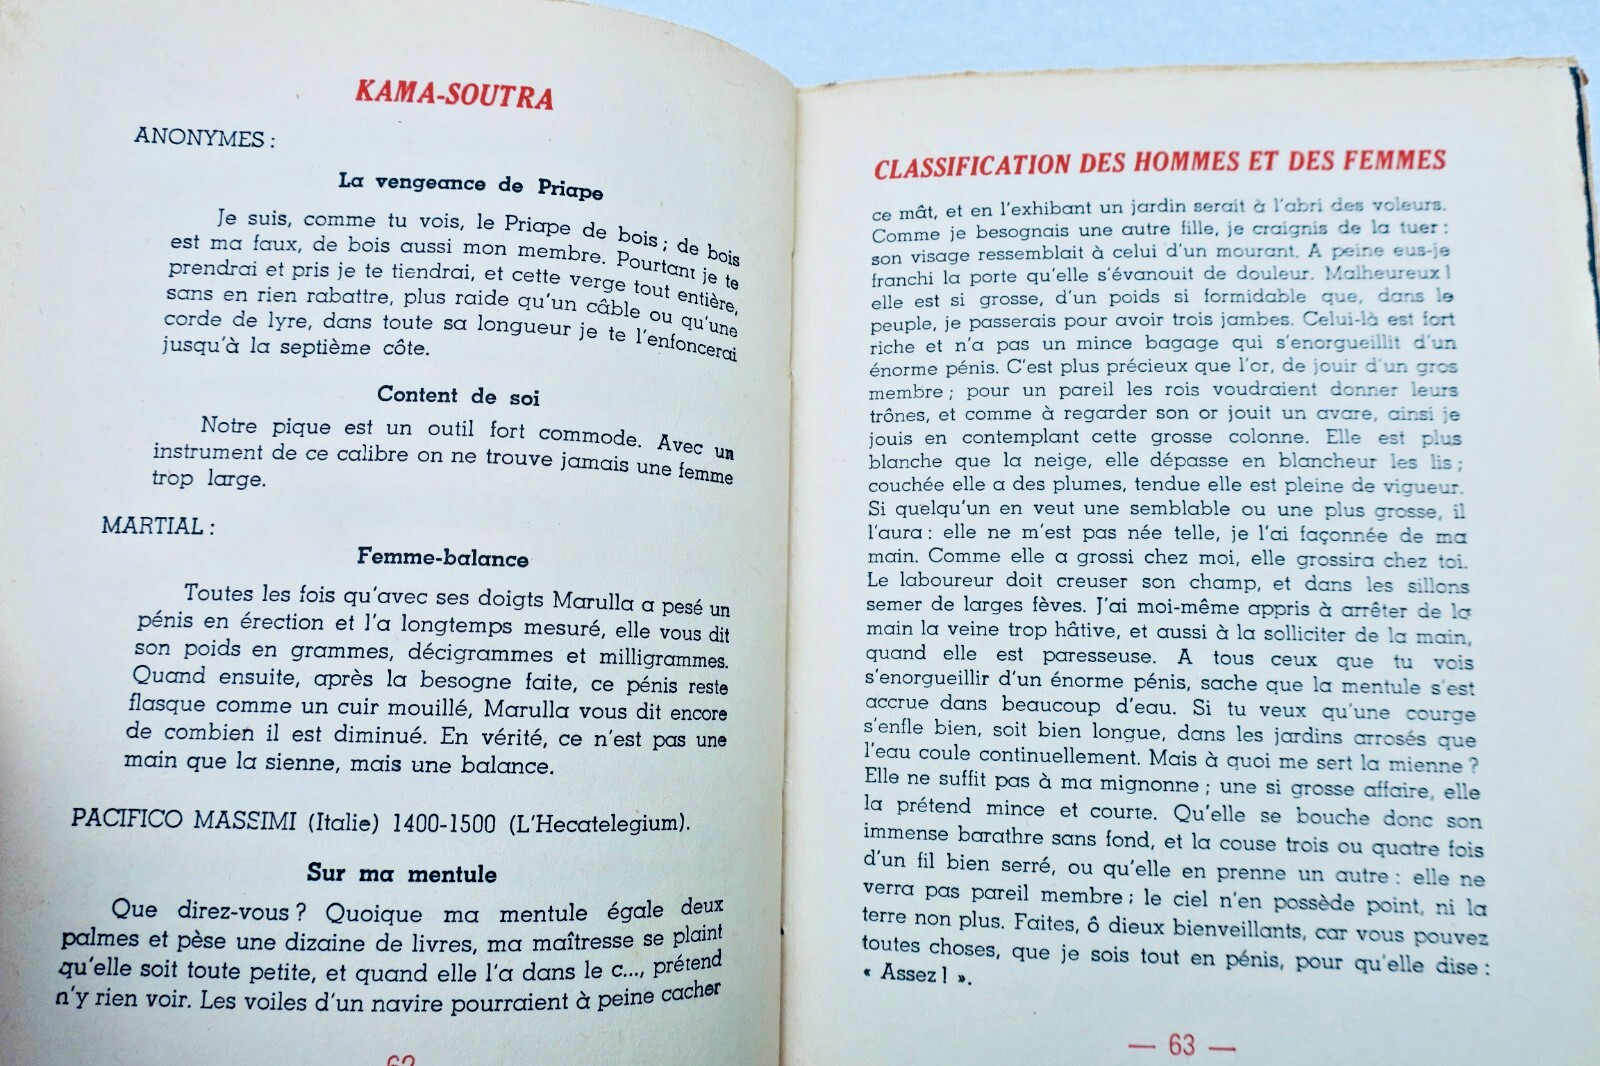 KAMA-SOUTRA
ANONYMES :
La vengeance de Priape
Je suis, comme tu vois, le Priape de bois ; de bois
est ma faux, de bois aussi mon membre. Pourtant je te
prendrai et pris je te tiendrai, et cette verge tout entière,
sans en rien rabattre, plus raide qu'un câble ou qu'une
corde de lyre, dans toute sa longueur je te l'enfoncerai
jusqu'à la septième côte.
Content de soi
Notre pique est un outil fort commode. Avec un
instrument de ce calibre on ne trouve jamais une femme
trop large.
MARTIAL :
Femme-balance
Toutes les fois qu'avec ses doigts Marulla a pesé un
pénis en érection et l'a longtemps mesuré, elle vous dit
son poids en grammes, décigrammes et milligrammes.
Quand ensuite, après la besogne faite, ce pénis reste
flasque comme un cuir mouillé, Marulla vous dit encore
de combien il est diminué. En vérité, ce n'est pas une
main que la sienne, mais une balance.
PACIFICO MASSIMI (Italie) 1400-1500 (L'Hecatelegium).
Sur ma mentule
Que direz-vous ? Quoique ma mentule égale deux
palmes et pèse une dizaine de livres, ma maîtresse se plaint
qu'elle soit toute petite, et quand elle l'a dans le c..., prétend
n'y rien voir. Les voiles d'un navire pourraient à peine cacher
62
CLASSIFICATION DES HOMMES ET DES FEMMES
ce mât, et en l'exhibant un jardin serait à l'abri des voleurs.
Comme je besognais une autre fille, je craignis de la tuer :
son visage ressemblait à celui d'un mourant. A peine eus-je
franchi la porte qu'elle s'évanouit de douleur. Malheureux !
elle est si grosse, d'un poids si formidable que, dans le
peuple, je passerais pour avoir trois jambes. Celui-là est fort
riche et n'a pas un mince bagage qui s'enorgueillit d'un
énorme pénis. C'est plus précieux que l'or, de jouir d'un gros
membre ; pour un pareil les rois voudraient donner leurs
trônes, et comme à regarder son or jouit un avare, ainsi je
jouis en contemplant cette grosse colonne. Elle est plus
blanche que la neige, elle dépasse en blancheur les lis ;
couchée elle a des plumes, tendue elle est pleine de vigueur.
Si quelqu'un en veut une semblable ou une plus grosse, il
l'aura : elle ne m'est pas née telle, je l'ai façonnée de ma
main. Comme elle a grossi chez moi, elle grossira chez toi.
Le laboureur doit creuser son champ, et dans les sillons
semer de larges fèves. J'ai moi-même appris à arrêter de la
main la veine trop hâtive, et aussi à la solliciter de la main,
quand elle est paresseuse. A tous ceux que tu vois
s'enorgueillir d'un énorme pénis, sache que la mentule s'est
accrue dans beaucoup d'eau. Si tu veux qu'une courge
s'enfle bien, soit bien longue, dans les jardins arrosés que
l'eau coule continuellement. Mais à quoi me sert la mienne ?
Elle ne suffit pas à ma mignonne ; une si grosse affaire, elle
la prétend mince et courte. Qu'elle se bouche donc son
immense barathre sans fond, et la couse trois ou quatre fois
d'un fil bien serré, ou qu'elle en prenne un autre : elle ne
verra pas pareil membre ; le ciel n'en possède point, ni la
terre non plus. Faites, ô dieux bienveillants, car vous pouvez
toutes choses, que je sois tout en pénis, pour qu'elle dise :
« Assez ! ».
— 63 —